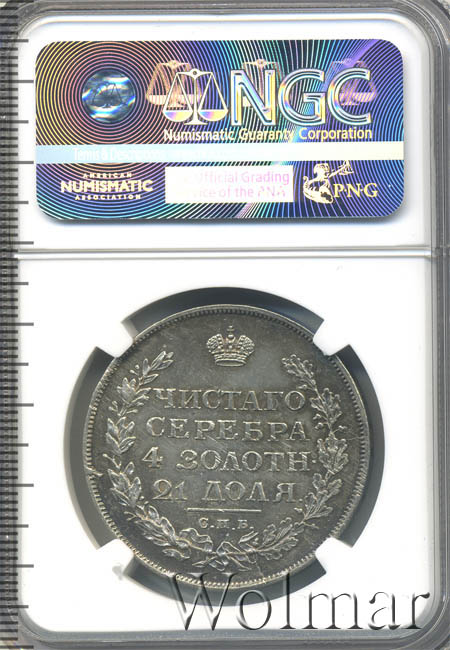 NGC
Numismatic Guaranty Corporation
Official Grading
Service of the ANA
AMERICAN
NUMISMATIC
ASSOCIATION
PNG
ЧИСТАГО
СЕРЕБРА
4 ЗОЛОТН.
21 ДОЛЯ
С.П.Б.
Wolmar